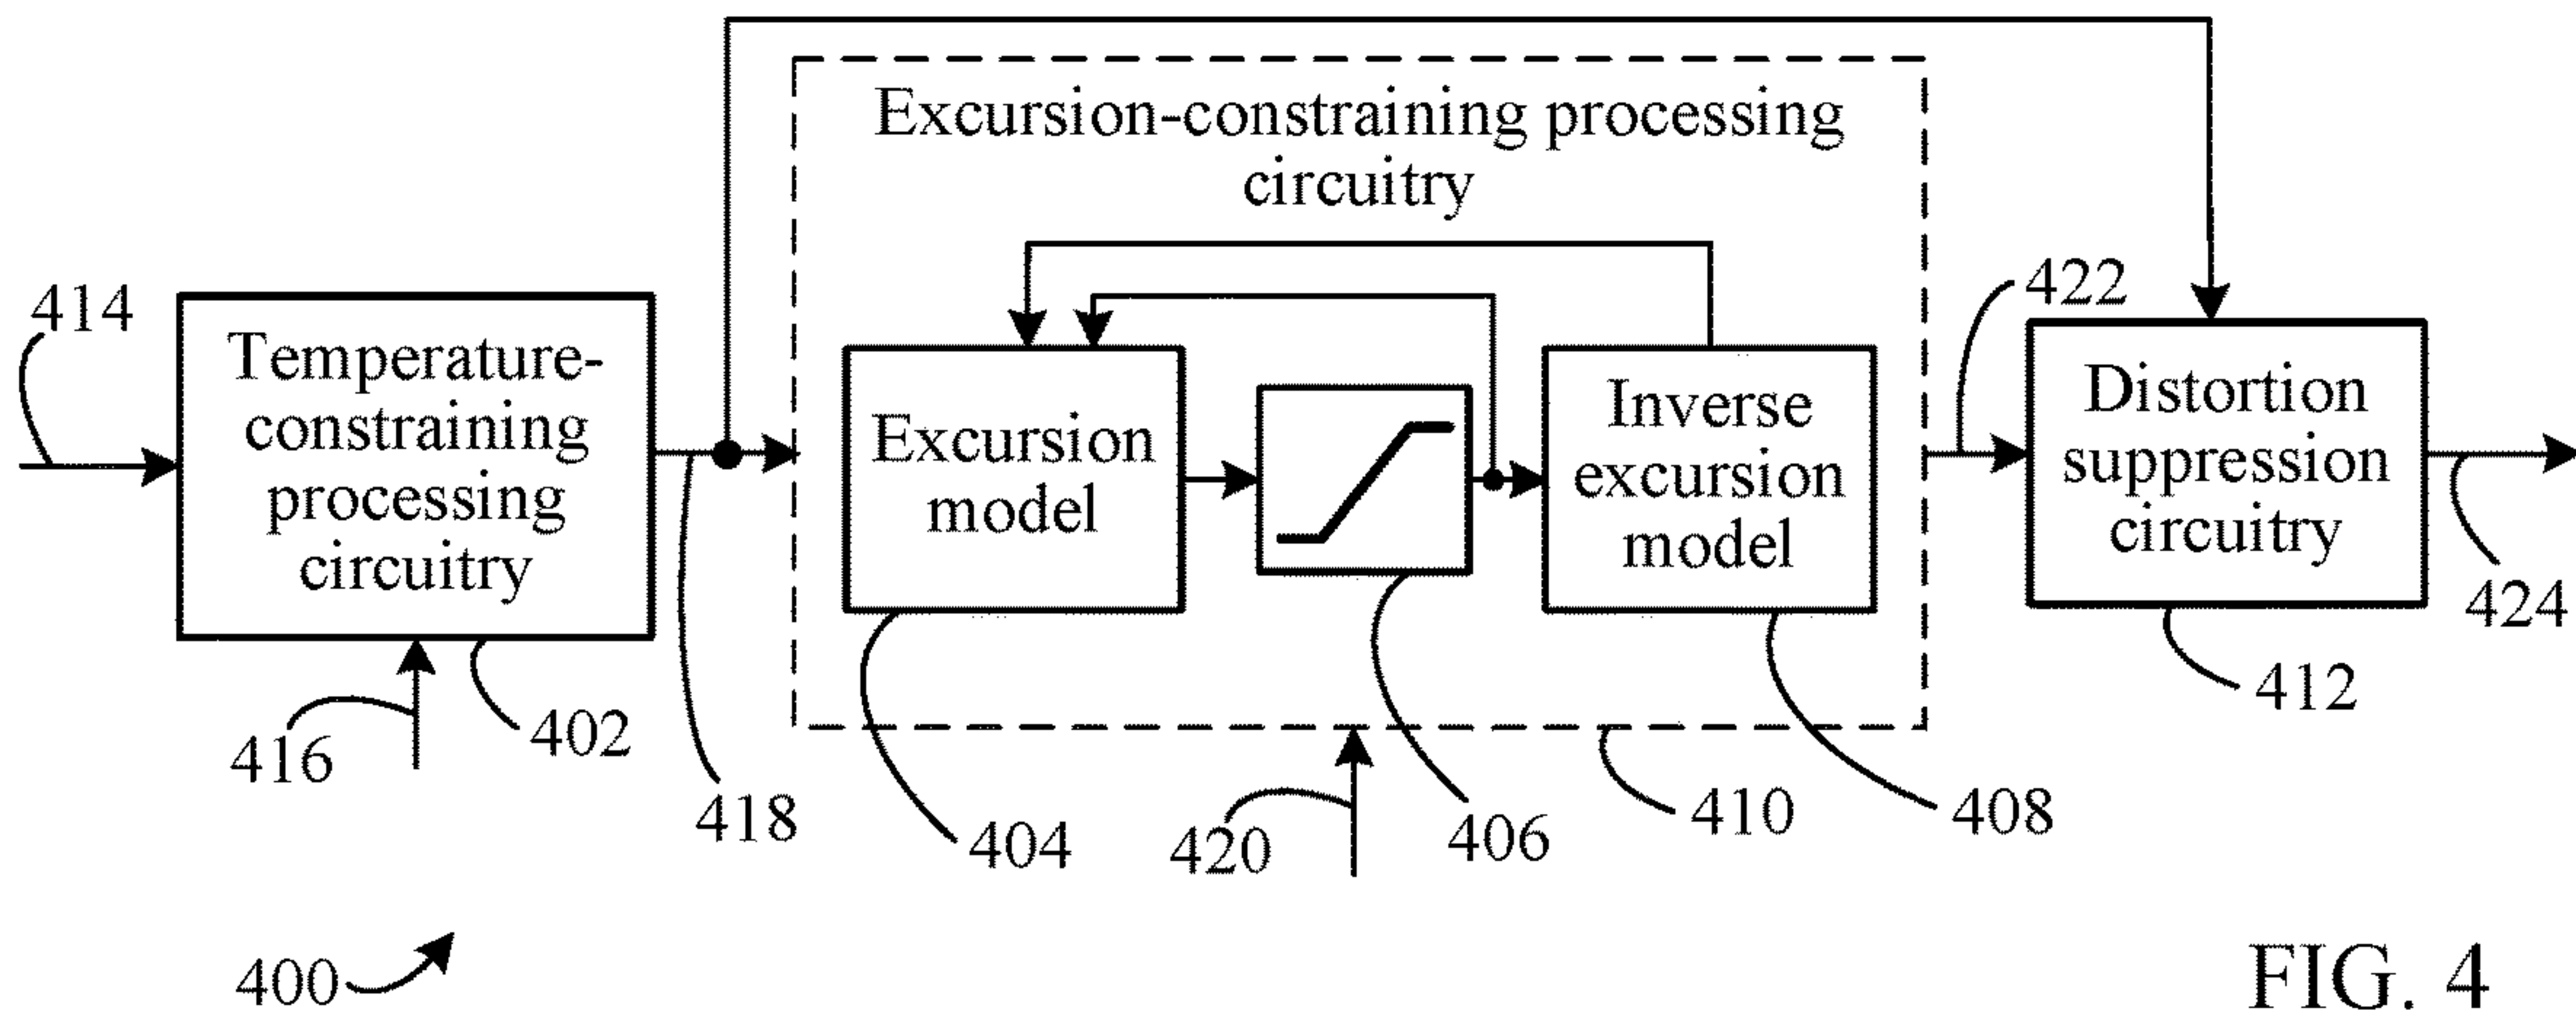 Excursion-constraining processing
circuitry
414
Temperature-
constraining
processing
circuitry
416
402
418
Excursion
model
Inverse
excursion
model
404
420
406
410
408
422
Distortion
suppression
circuitry
424
412
400
FIG. 4